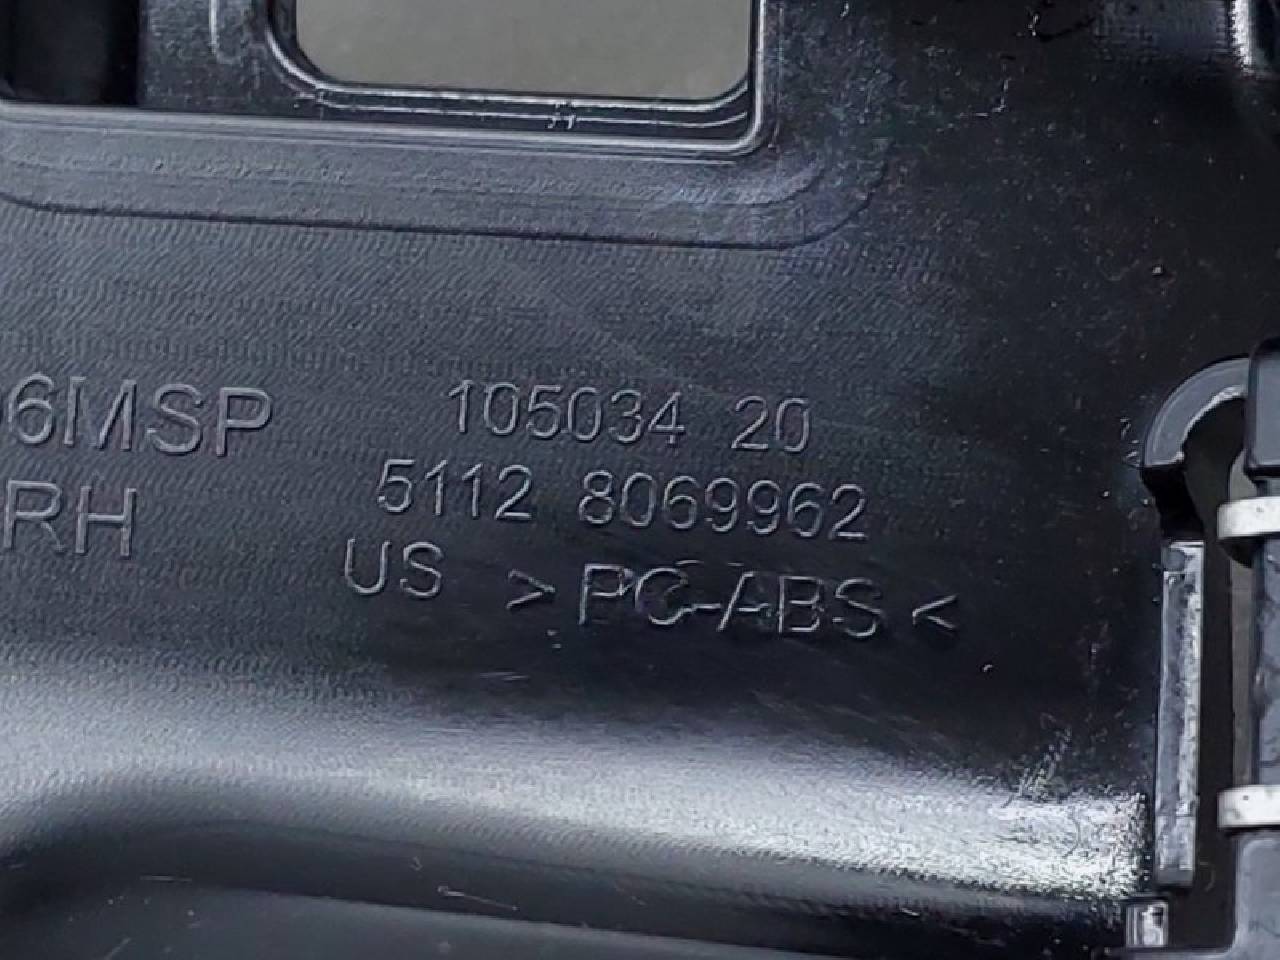 6MSP 105034 20
RH 5112 8069962
US >PC-ABS<